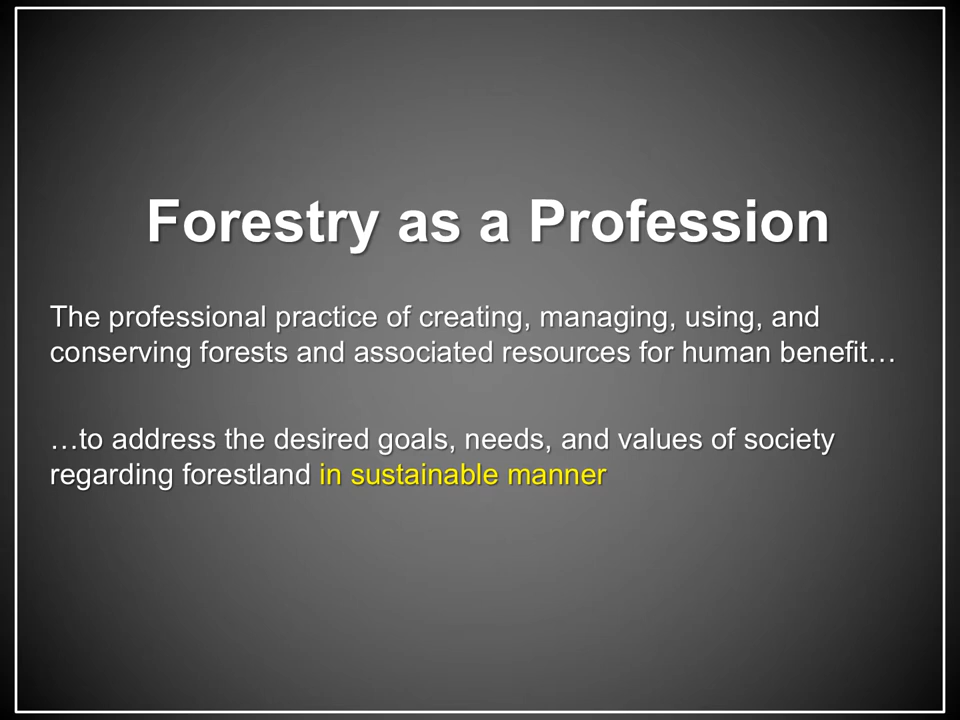 Forestry as a Profession
The professional practice of creating, managing, using, and
conserving forests and associated resources for human benefit…
…to address the desired goals, needs, and values of society
regarding forestland in sustainable manner